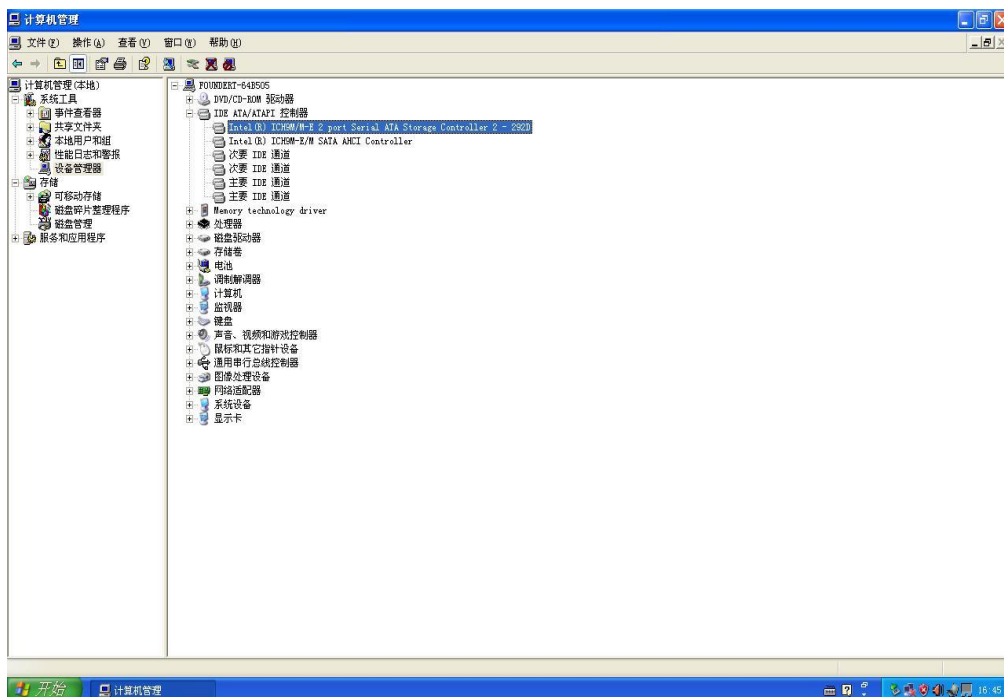 计算机管理
文件(F) 操作(A) 查看(V) 窗口(W) 帮助(H)
计算机管理(本地)
系统工具
事件查看器
共享文件夹
本地用户和组
性能日志和警报
设备管理器
存储
可移动存储
磁盘碎片整理程序
磁盘管理
服务和应用程序
FOUNDERT-64B505
DVD/CD-ROM 驱动器
IDE ATA/ATAPI 控制器
Intel(R) ICH9M/M-E 2 port Serial ATA Storage Controller 2 - 292D
Intel(R) ICH9M-E/M SATA AHCI Controller
次要 IDE 通道
次要 IDE 通道
主要 IDE 通道
主要 IDE 通道
Memory technology driver
处理器
磁盘驱动器
存储卷
电池
调制解调器
计算机
监视器
键盘
声音、视频和游戏控制器
鼠标和其它指针设备
通用串行总线控制器
图像处理设备
网络适配器
系统设备
显示卡
开始
计算机管理
16:45